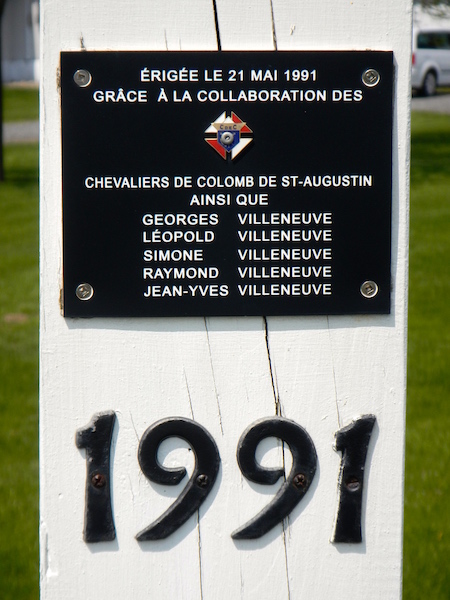 ÉRIGÉE LE 21 MAI 1991
GRÂCE À LA COLLABORATION DES
CHEVALIERS DE COLOMB DE ST-AUGUSTIN
AINSI QUE
GEORGES VILLENEUVE
LÉOPOLD VILLENEUVE
SIMONE VILLENEUVE
RAYMOND VILLENEUVE
JEAN-YVES VILLENEUVE
1991